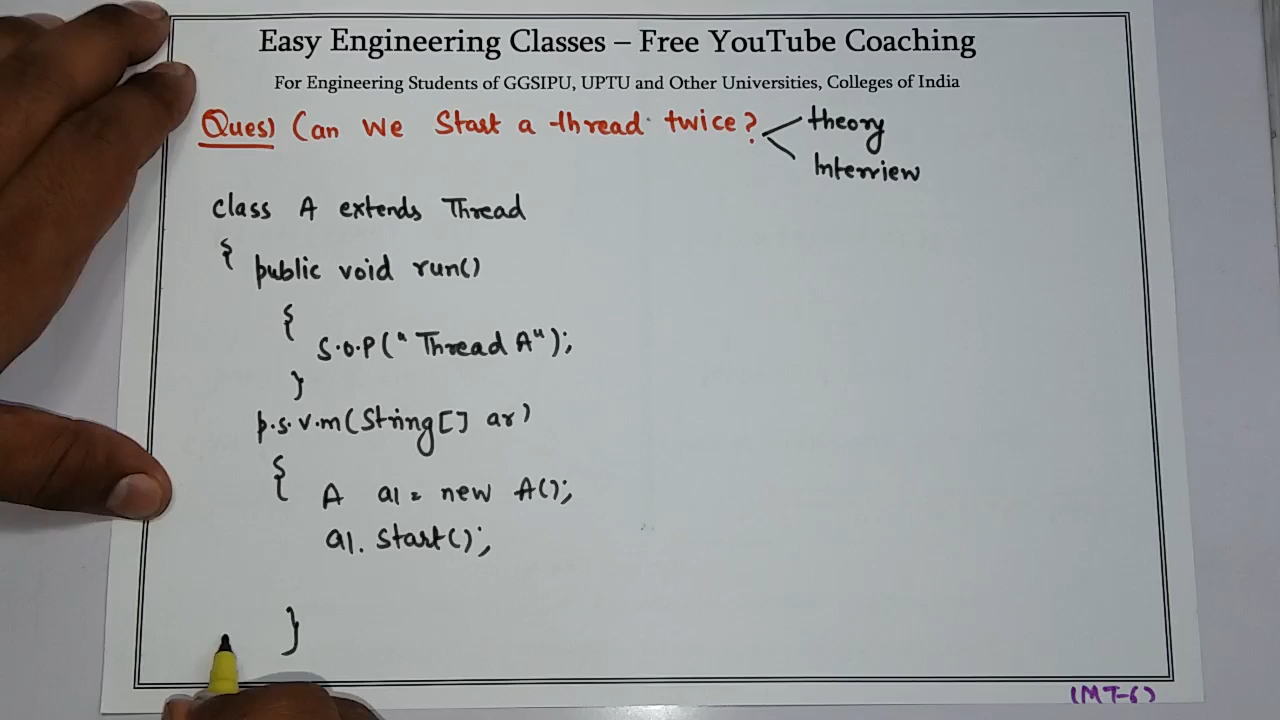 Easy Engineering Classes – Free YouTube Coaching
For Engineering Students of GGSIPU, UPTU and Other Universities, Colleges of India
Ques) Can We Start a thread twice? theory
Interview
class A extends Thread
{ public void run()
{
S.O.P("Thread A");
}
p.s.v.m(String[] ar)
{ A a1 = new A();
a1.start();
}
(MT-6)